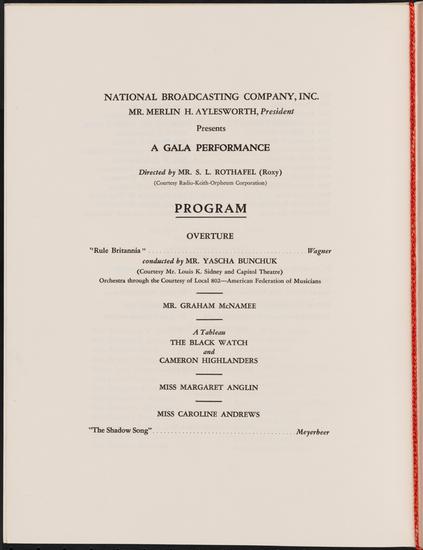 NATIONAL BROADCASTING COMPANY, INC.
MR. MERLIN H. AYLESWORTH, President
Presents
A GALA PERFORMANCE
Directed by MR. S. L. ROTHAFEL (Roxy)
(Courtesy Radio-Keith-Orpheum Corporation)
PROGRAM
OVERTURE
"Rule Britannia" ........................................ Wagner
conducted by MR. YASCHA BUNCHUK
(Courtesy Mr. Louis K. Sidney and Capitol Theatre)
Orchestra through the Courtesy of Local 802—American Federation of Musicians
MR. GRAHAM McNAMEE
A Tableau
THE BLACK WATCH
and
CAMERON HIGHLANDERS
MISS MARGARET ANGLIN
MISS CAROLINE ANDREWS
"The Shadow Song" ........................................ Meyerbeer